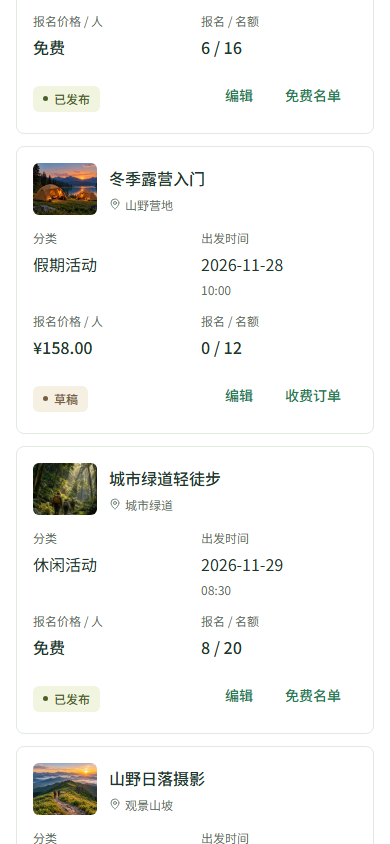 报名价格 / 人
报名 / 名额
免费
6 / 16
已发布
编辑
免费名单
冬季露营入门
山野营地
分类
出发时间
假期活动
2026-11-28
10:00
报名价格 / 人
报名 / 名额
¥158.00
0 / 12
草稿
编辑
收费订单
城市绿道轻徒步
城市绿道
分类
出发时间
休闲活动
2026-11-29
08:30
报名价格 / 人
报名 / 名额
免费
8 / 20
已发布
编辑
免费名单
山野日落摄影
观景山坡
分类
出发时间